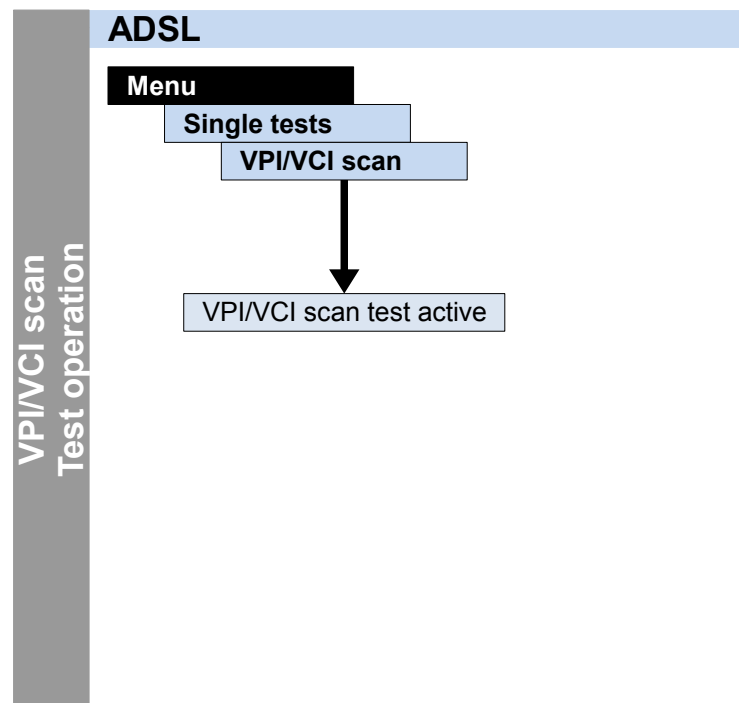 ADSL
Menu
Single tests
VPI/VCI scan
VPI/VCI scan test active
VPI/VCI scan
Test operation